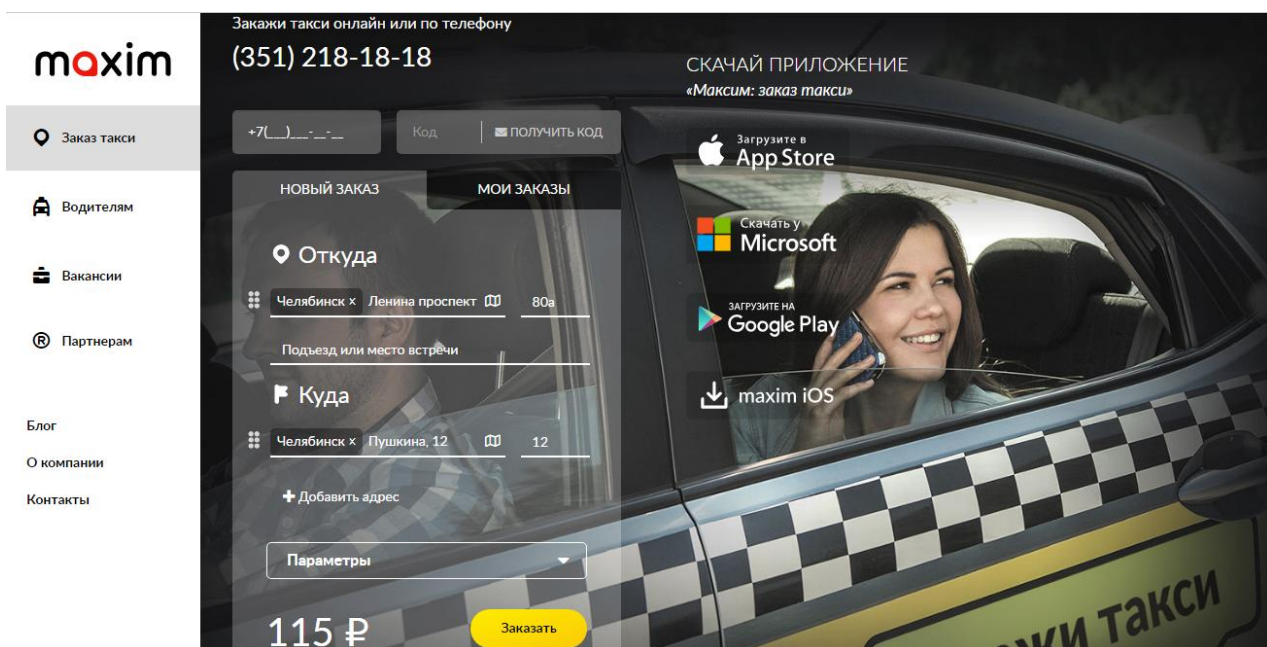 maxim
Заказ такси
Водителям
Вакансии
Партнерам
Блог
О компании
Контакты
Закажи такси онлайн или по телефону
(351) 218-18-18
+7(___)___-__-__
Код
ПОЛУЧИТЬ КОД
НОВЫЙ ЗАКАЗ
МОИ ЗАКАЗЫ
Откуда
Челябинск × Ленина проспект 80а
Подъезд или место встречи
Куда
Челябинск × Пушкина, 12 12
Добавить адрес
Параметры
115 ₽
Заказать
СКАЧАЙ ПРИЛОЖЕНИЕ
«Максим: заказ такси»
Загрузите в
App Store
Скачать у
Microsoft
ЗАГРУЗИТЕ НА
Google Play
maxim iOS
такси